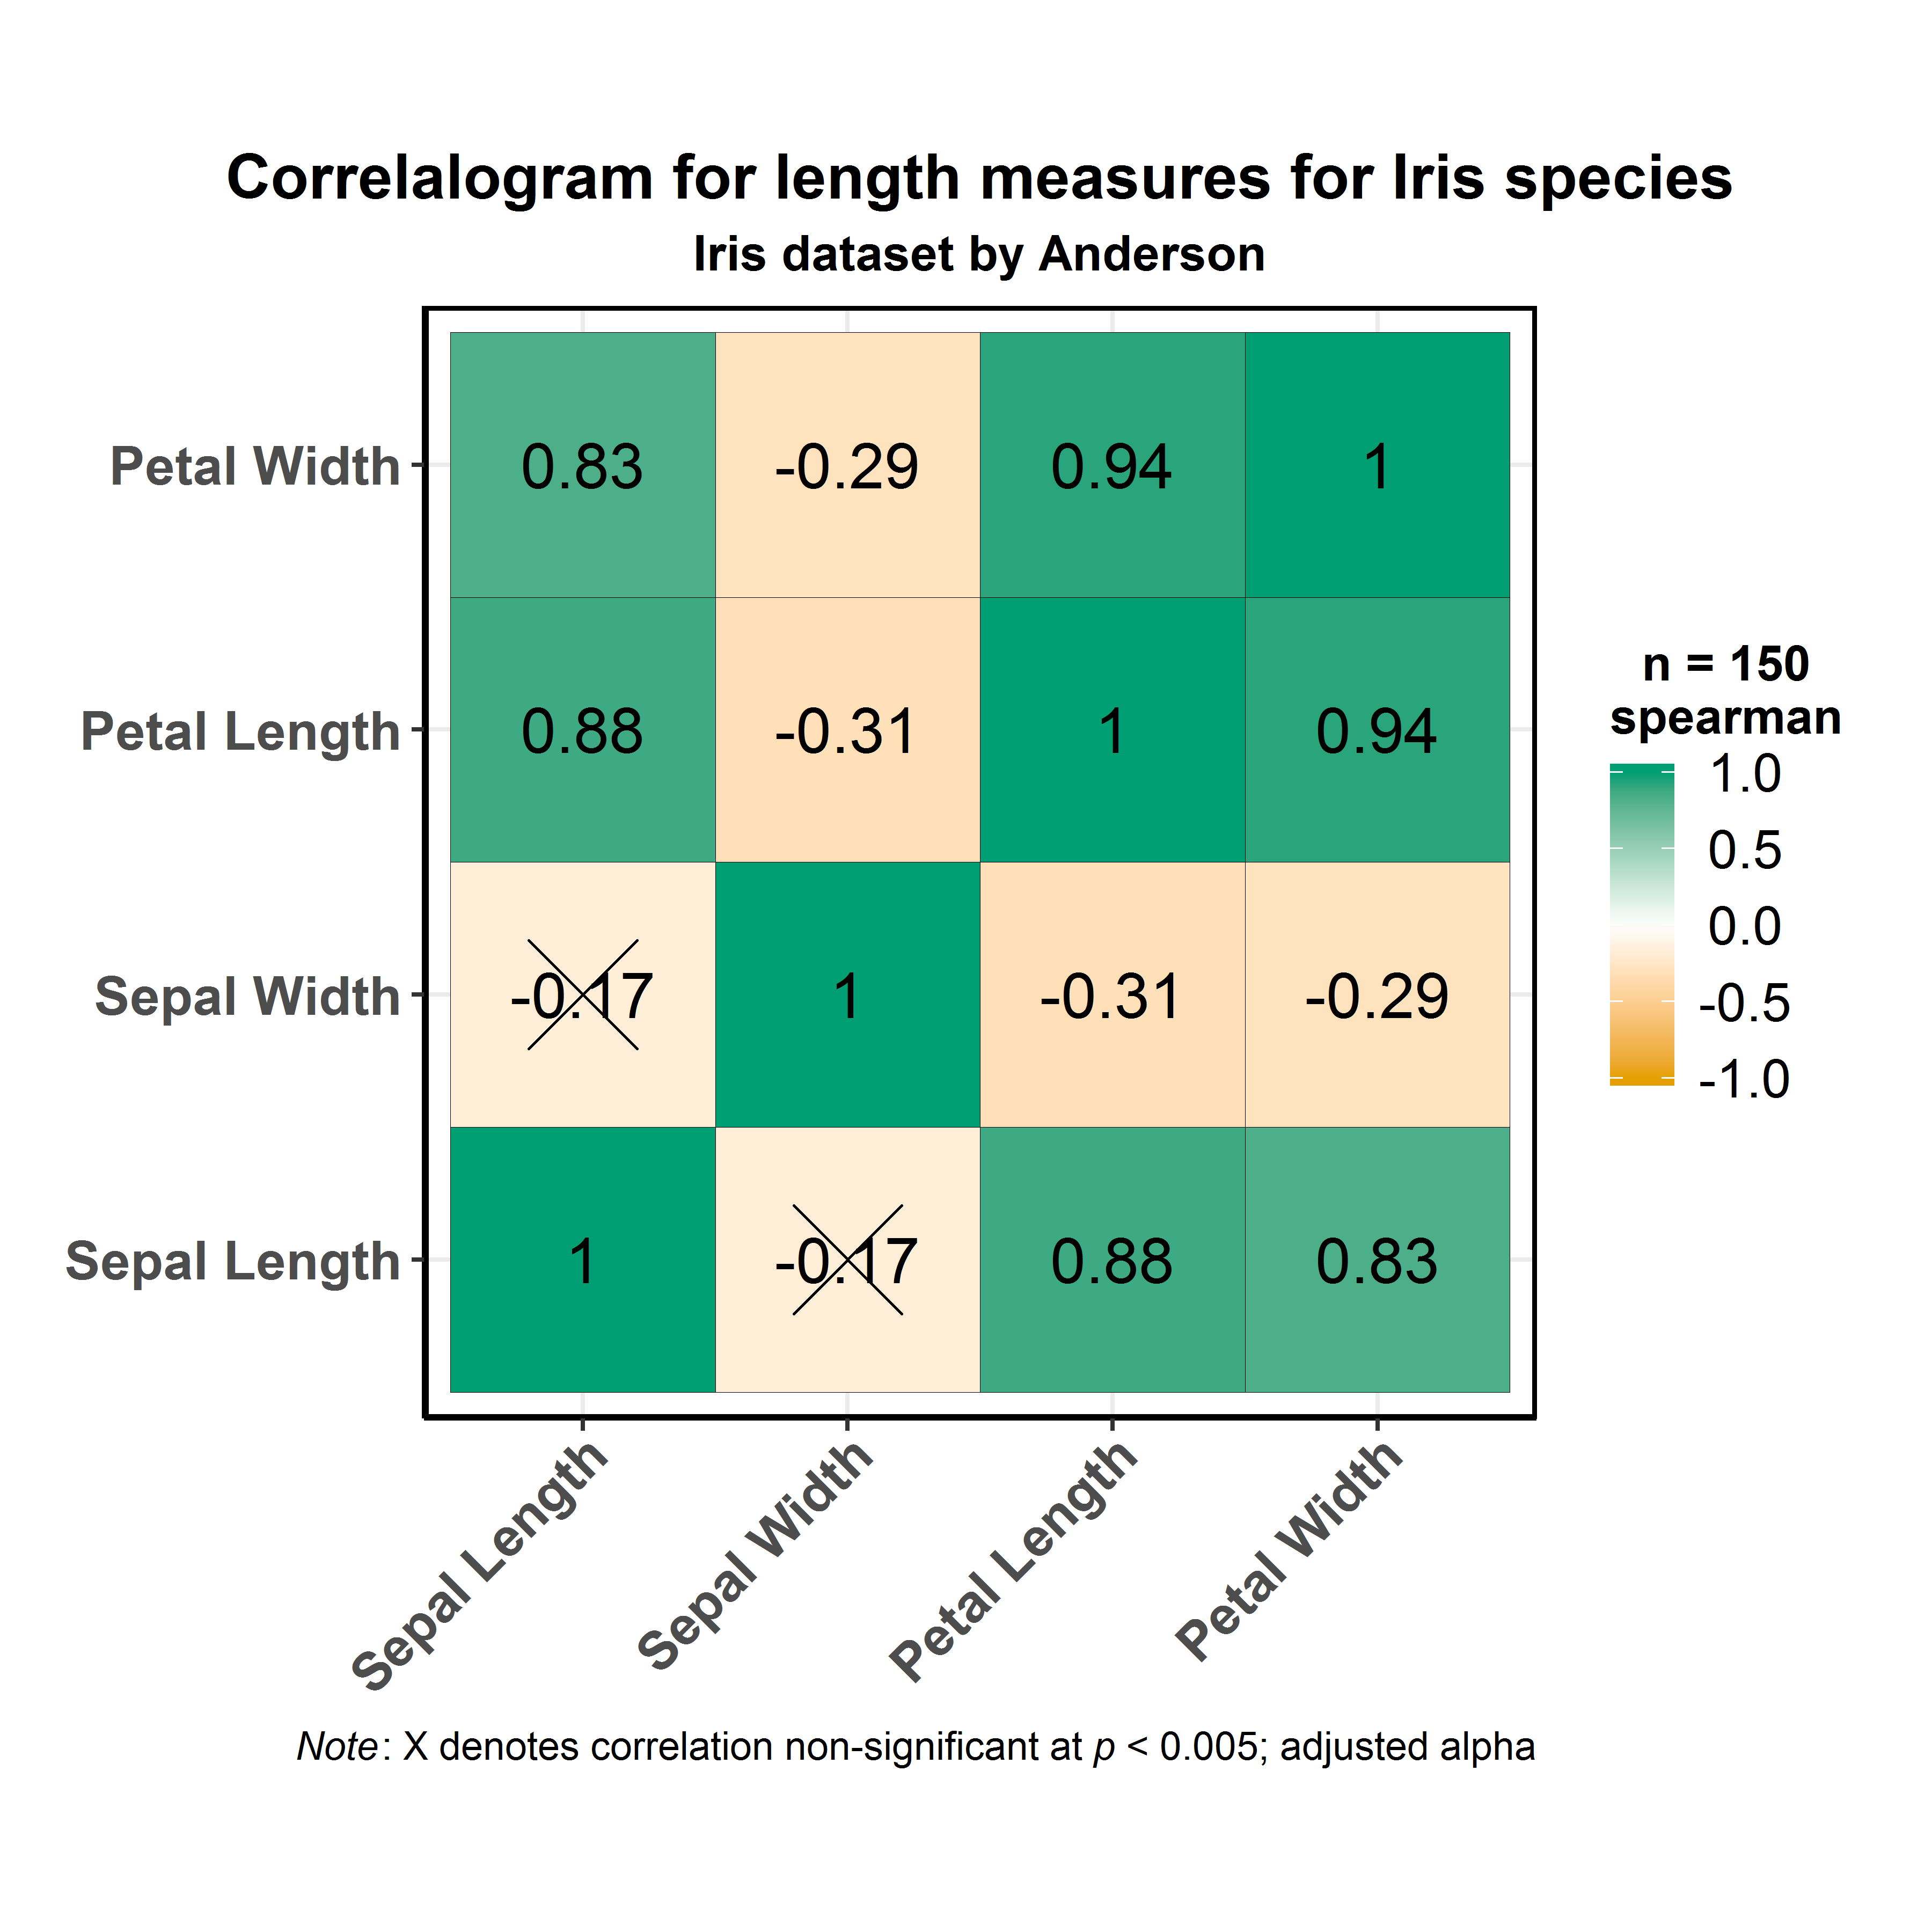 Correlalogram for length measures for Iris species
Iris dataset by Anderson
Petal Width 0.83 -0.29 0.94 1
Petal Length 0.88 -0.31 1 0.94
Sepal Width -0.17 1 -0.31 -0.29
Sepal Length 1 -0.17 0.88 0.83
Sepal Length Sepal Width Petal Length Petal Width
n = 150
spearman
1.0
0.5
0.0
-0.5
-1.0
Note: X denotes correlation non-significant at p < 0.005; adjusted alpha